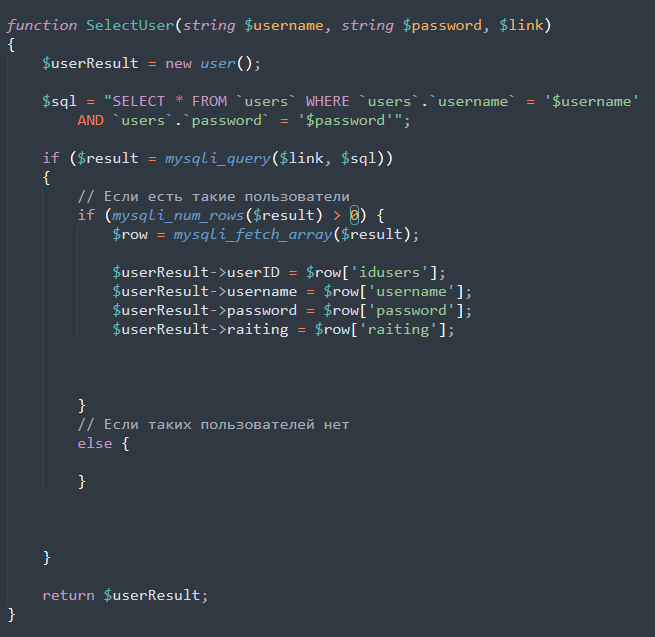 function SelectUser(string $username, string $password, $link)
{
    $userResult = new user();
    $sql = "SELECT * FROM `users` WHERE `users`.`username` = '$username'
        AND `users`.`password` = '$password'";
    if ($result = mysqli_query($link, $sql))
    {
        // Если есть такие пользователи
        if (mysqli_num_rows($result) > 0) {
            $row = mysqli_fetch_array($result);
            $userResult->userID = $row['idusers'];
            $userResult->username = $row['username'];
            $userResult->password = $row['password'];
            $userResult->raiting = $row['raiting'];
        }
        // Если таких пользователей нет
        else {
        }
    }
    return $userResult;
}